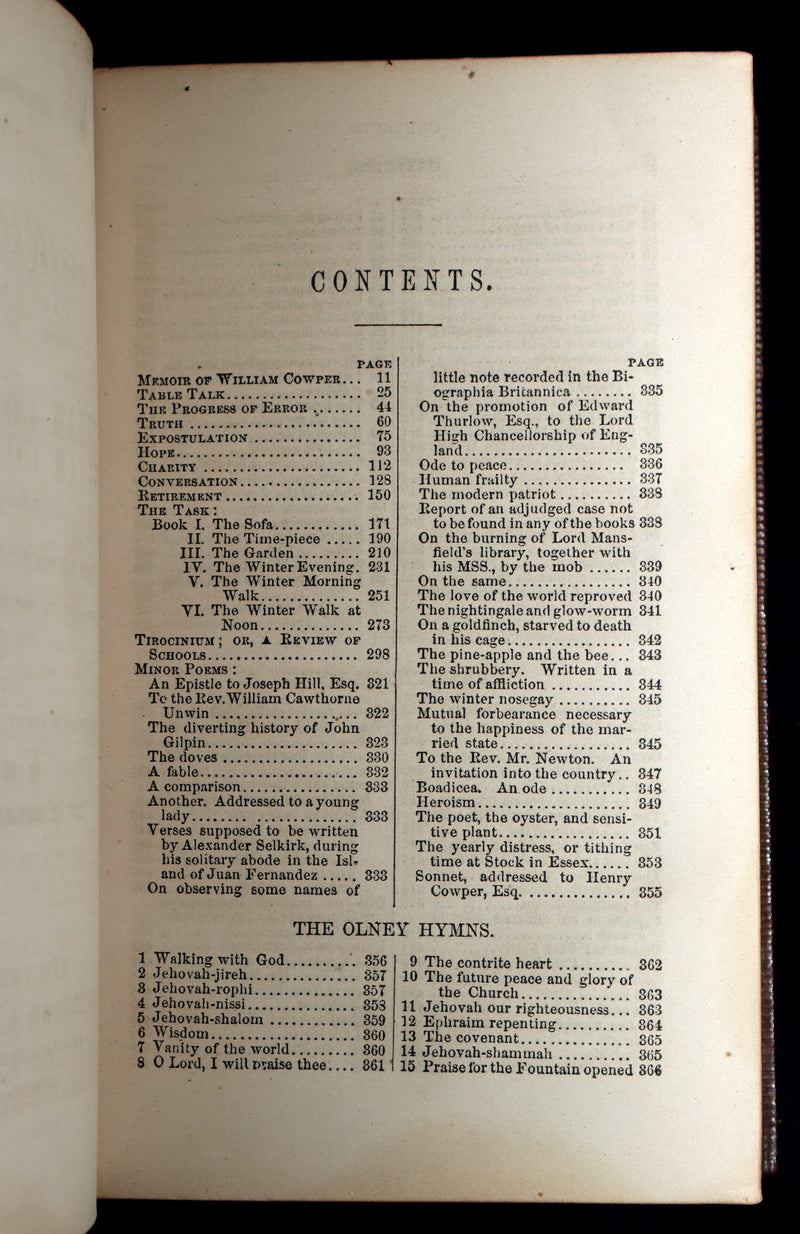 CONTENTS.
PAGE
MEMOIR OF WILLIAM COWPER... 11
TABLE TALK.................. 25
THE PROGRESS OF ERROR ....... 44
TRUTH ...................... 60
EXPOSTULATION............... 75
HOPE......................... 93
CHARITY ..................... 112
CONVERSATION................ 128
RETIREMENT.................. 150
THE TASK:
Book I. The Sofa............ 171
II. The Time-piece ..... 190
III. The Garden ......... 210
IV. The Winter Evening. 231
V. The Winter Morning
Walk.............. 251
VI. The Winter Walk at
Noon.............. 273
TIROCINIUM; OR, A REVIEW OF
SCHOOLS..................... 298
MINOR POEMS:
An Epistle to Joseph Hill, Esq. 321
To the Rev. William Cawthorne
Unwin .................... 322
The diverting history of John
Gilpin..................... 323
The doves ................... 330
A fable...................... 332
A comparison................ 333
Another. Addressed to a young
lady....................... 333
Verses supposed to be written
by Alexander Selkirk, during
his solitary abode in the Isl-
and of Juan Fernandez ..... 333
On observing some names of
PAGE
little note recorded in the Bi-
ographia Britannica ........ 335
On the promotion of Edward
Thurlow, Esq., to the Lord
High Chancellorship of Eng-
land....................... 335
Ode to peace................ 336
Human frailty ............... 337
The modern patriot.......... 338
Report of an adjudged case not
to be found in any of the books 338
On the burning of Lord Mans-
field's library, together with
his MSS., by the mob ...... 339
On the same................. 340
The love of the world reproved 340
The nightingale and glow-worm 341
On a goldfinch, starved to death
in his cage................. 342
The pine-apple and the bee... 343
The shrubbery. Written in a
time of affliction ........... 344
The winter nosegay .......... 345
Mutual forbearance necessary
to the happiness of the mar-
ried state.................. 345
To the Rev. Mr. Newton. An
invitation into the country.. 347
Boadicea. An ode ........... 348
Heroism..................... 349
The poet, the oyster, and sensi-
tive plant.................. 351
The yearly distress, or tithing
time at Stock in Essex...... 353
Sonnet, addressed to Henry
Cowper, Esq. .............. 355
THE OLNEY HYMNS.
1 Walking with God.......... 356
2 Jehovah-jireh............... 357
3 Jehovah-rophi.............. 357
4 Jehovah-nissi............... 358
5 Jehovah-shalom ............ 359
6 Wisdom.................... 360
7 Vanity of the world......... 360
8 O Lord, I will praise thee.... 361
9 The contrite heart .......... 362
10 The future peace and glory of
the Church............... 363
11 Jehovah our righteousness... 363
12 Ephraim repenting.......... 364
13 The covenant............... 365
14 Jehovah-shammah .......... 365
15 Praise for the Fountain opened 366